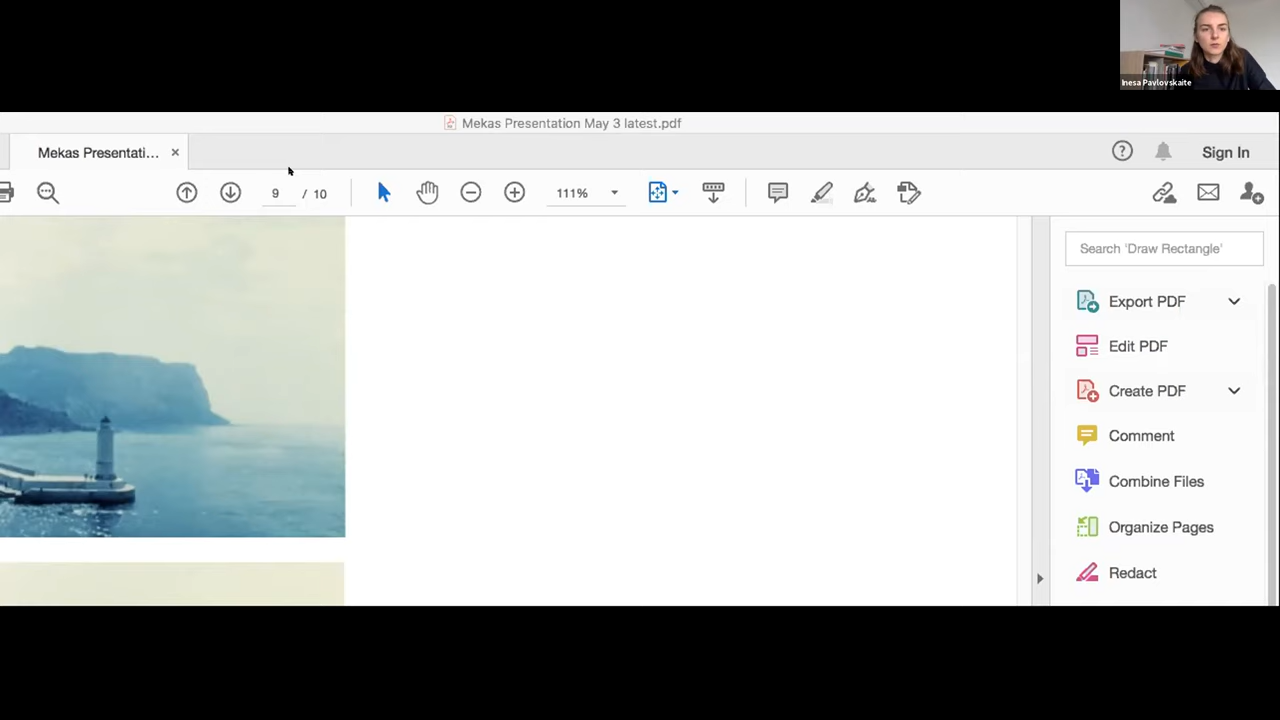 Inesa Pavlovskaite
Mekas Presentation May 3 latest.pdf
Mekas Presentati... ×
Sign In
9 / 10
111%
Search 'Draw Rectangle'
Export PDF
Edit PDF
Create PDF
Comment
Combine Files
Organize Pages
Redact